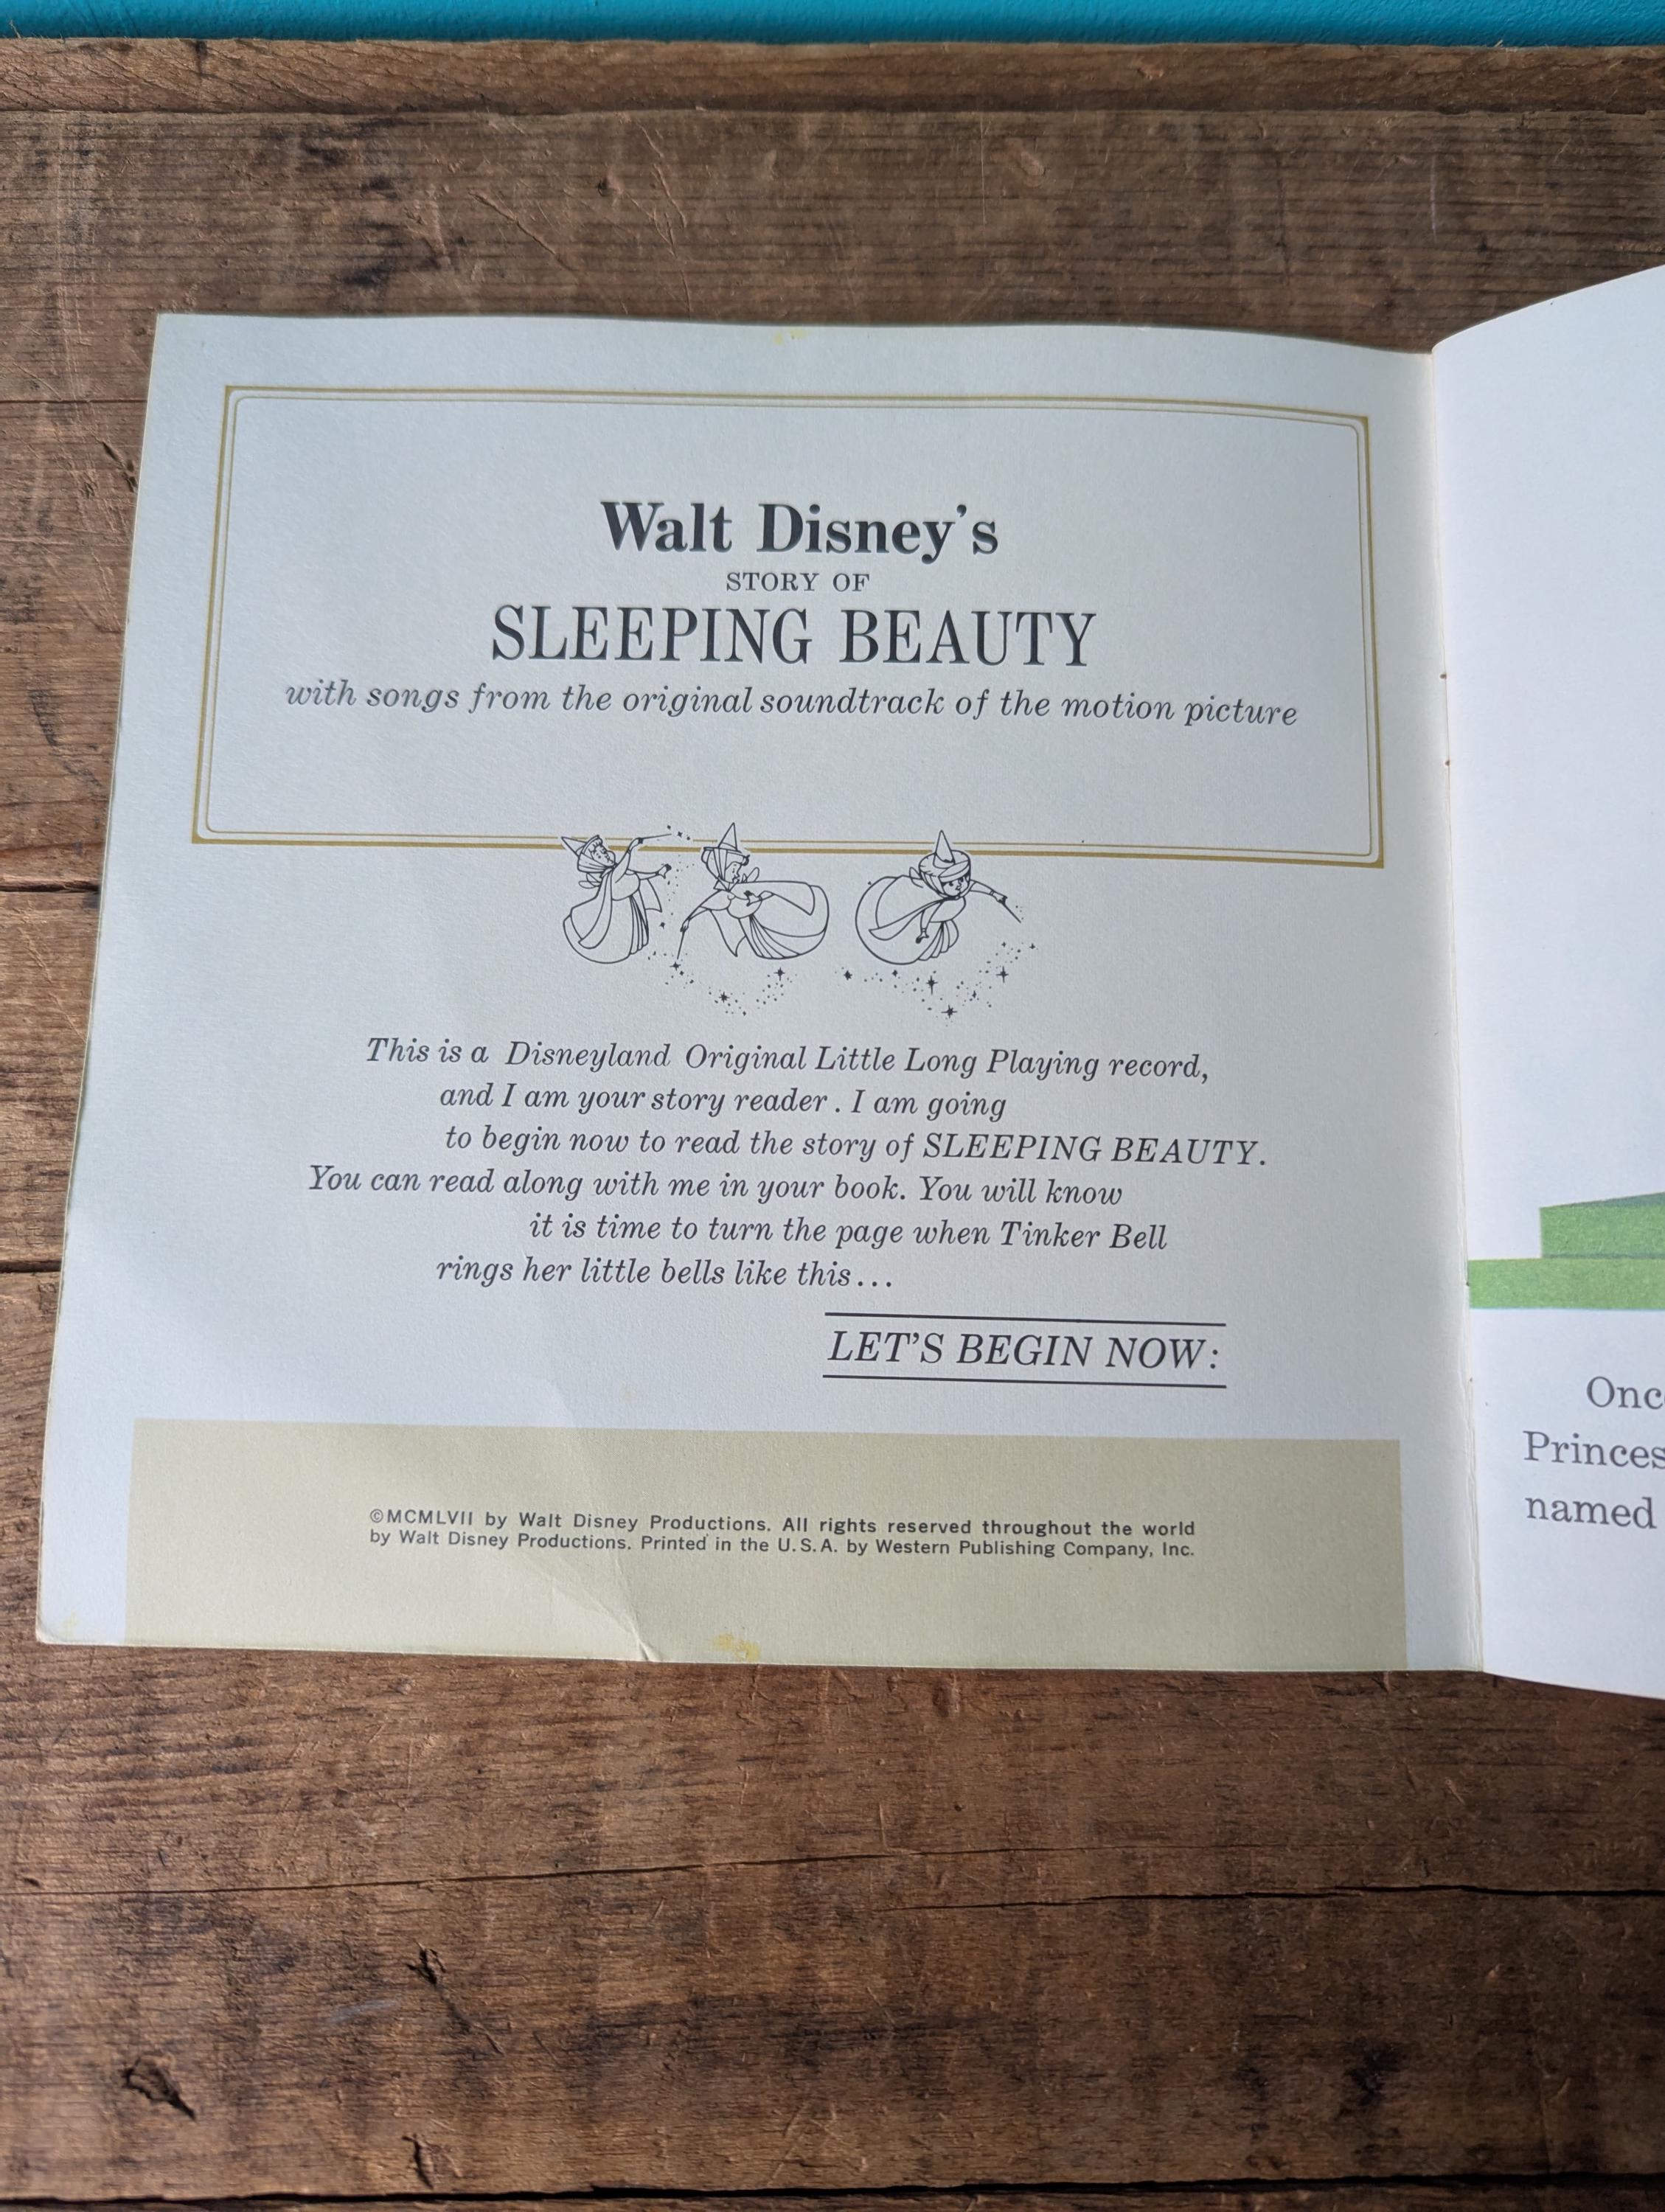 Walt Disney's
STORY OF
SLEEPING BEAUTY
with songs from the original soundtrack of the motion picture
This is a Disneyland Original Little Long Playing record,
and I am your story reader. I am going
to begin now to read the story of SLEEPING BEAUTY.
You can read along with me in your book. You will know
it is time to turn the page when Tinker Bell
rings her little bells like this...
LET'S BEGIN NOW:
©MCMLVII by Walt Disney Productions. All rights reserved throughout the world
by Walt Disney Productions. Printed in the U.S.A. by Western Publishing Company, Inc.
named